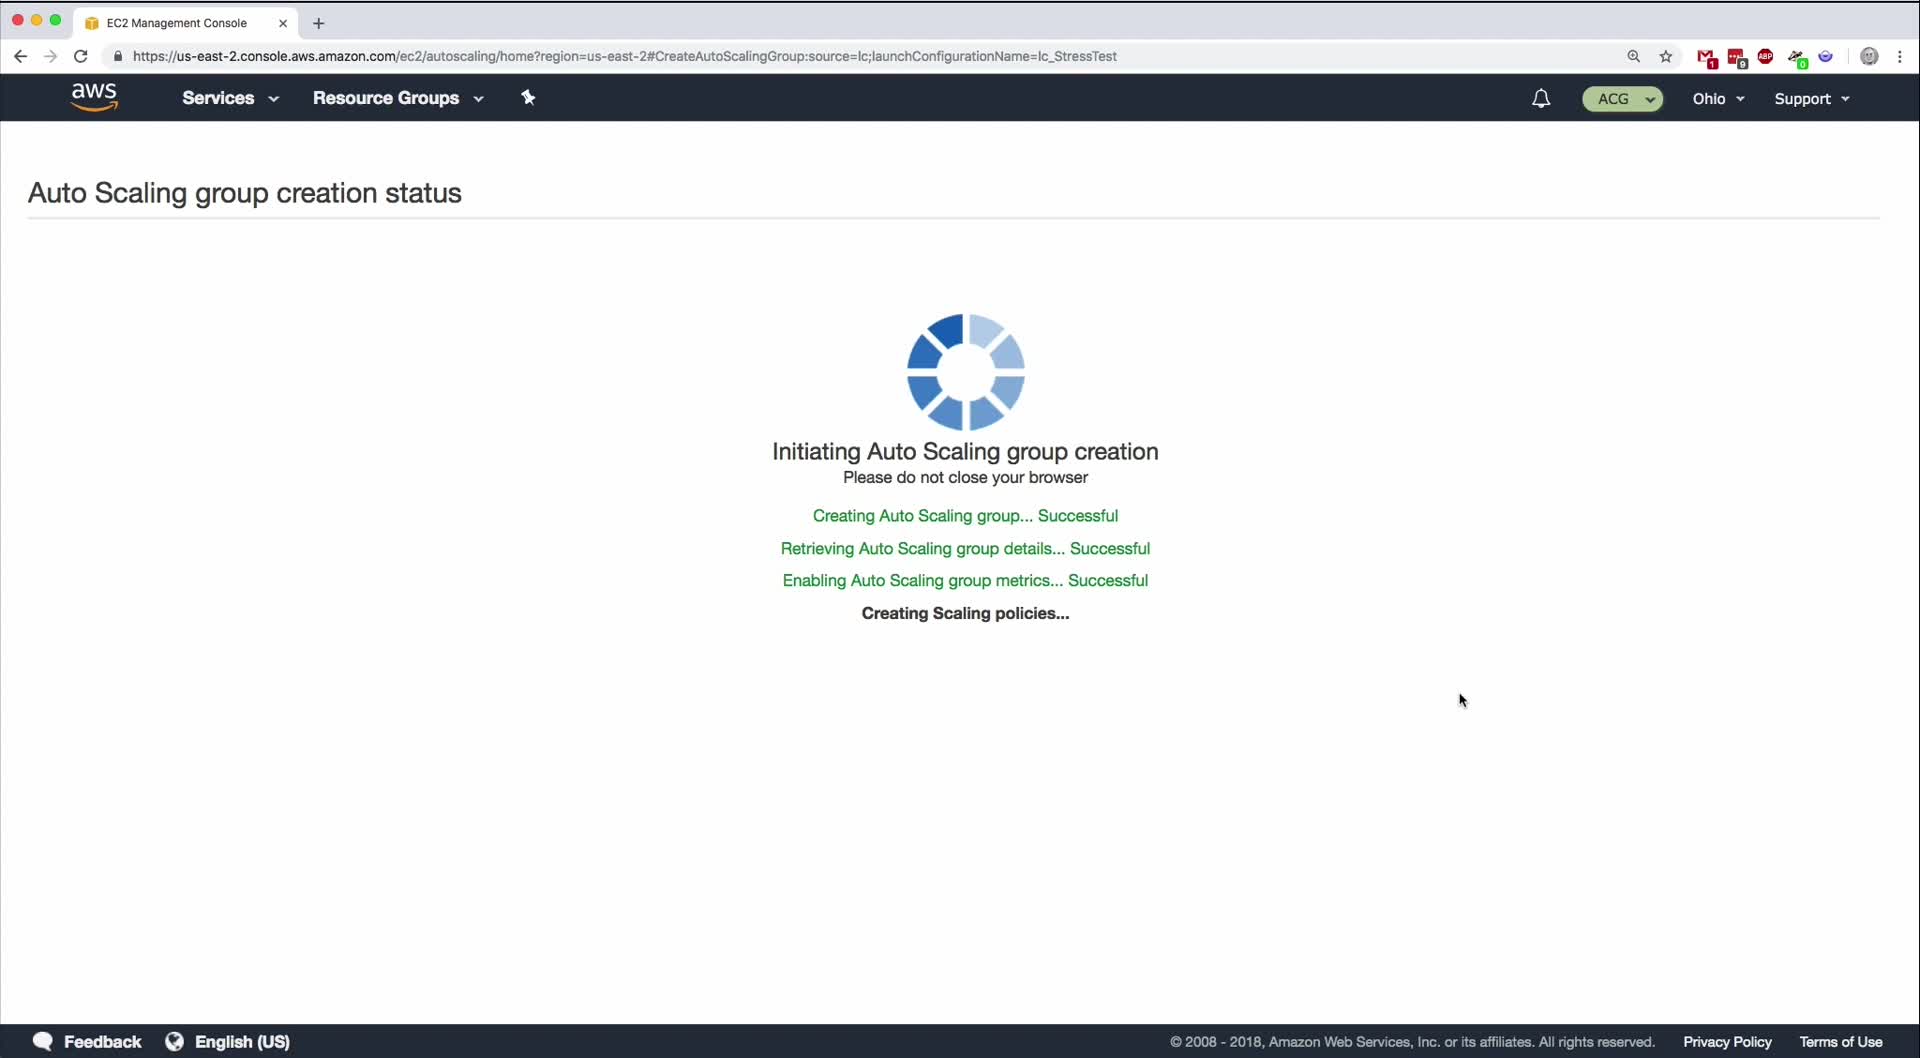 EC2 Management Console
https://us-east-2.console.aws.amazon.com/ec2/autoscaling/home?region=us-east-2#CreateAutoScalingGroup:source=lc;launchConfigurationName=lc_StressTest
1
9
ABP
0
aws
Services
Resource Groups
ACG
Ohio
Support
Auto Scaling group creation status
Initiating Auto Scaling group creation
Please do not close your browser
Creating Auto Scaling group... Successful
Retrieving Auto Scaling group details... Successful
Enabling Auto Scaling group metrics... Successful
Creating Scaling policies...
Feedback
English (US)
© 2008 - 2018, Amazon Web Services, Inc. or its affiliates. All rights reserved.
Privacy Policy
Terms of Use